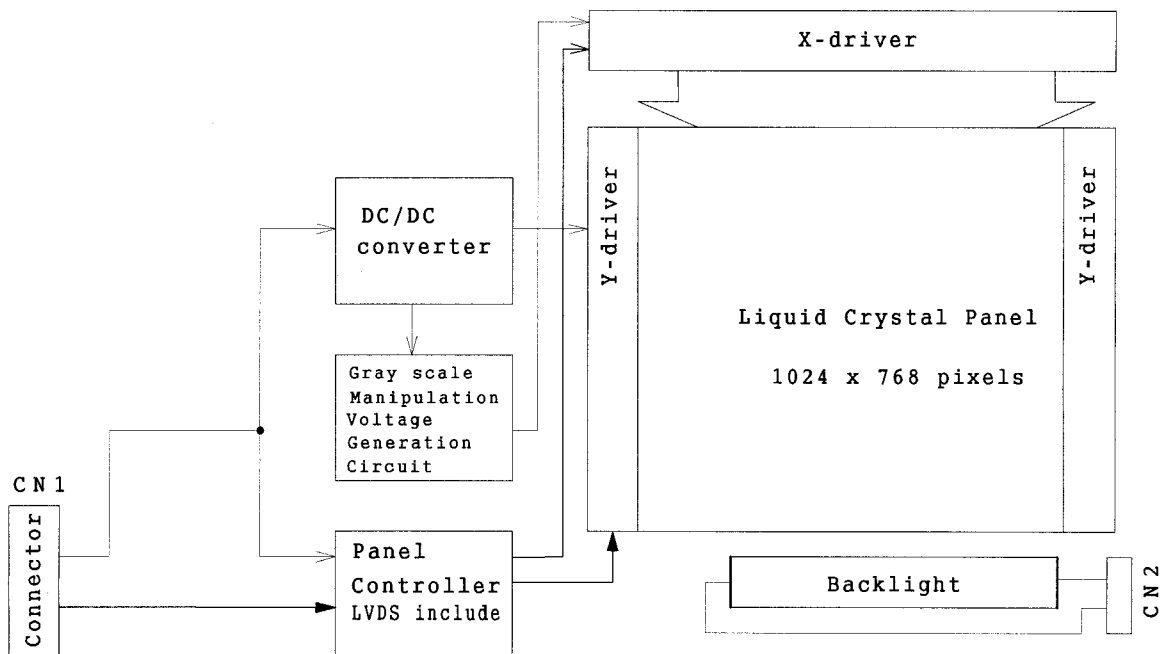 X-driver
DC/DC
converter
Y-driver
Y-driver
Liquid Crystal Panel
1024 x 768 pixels
Gray scale
Manipulation
Voltage
Generation
Circuit
CN1
Connector
Panel
Controller
LVDS include
Backlight
CN2